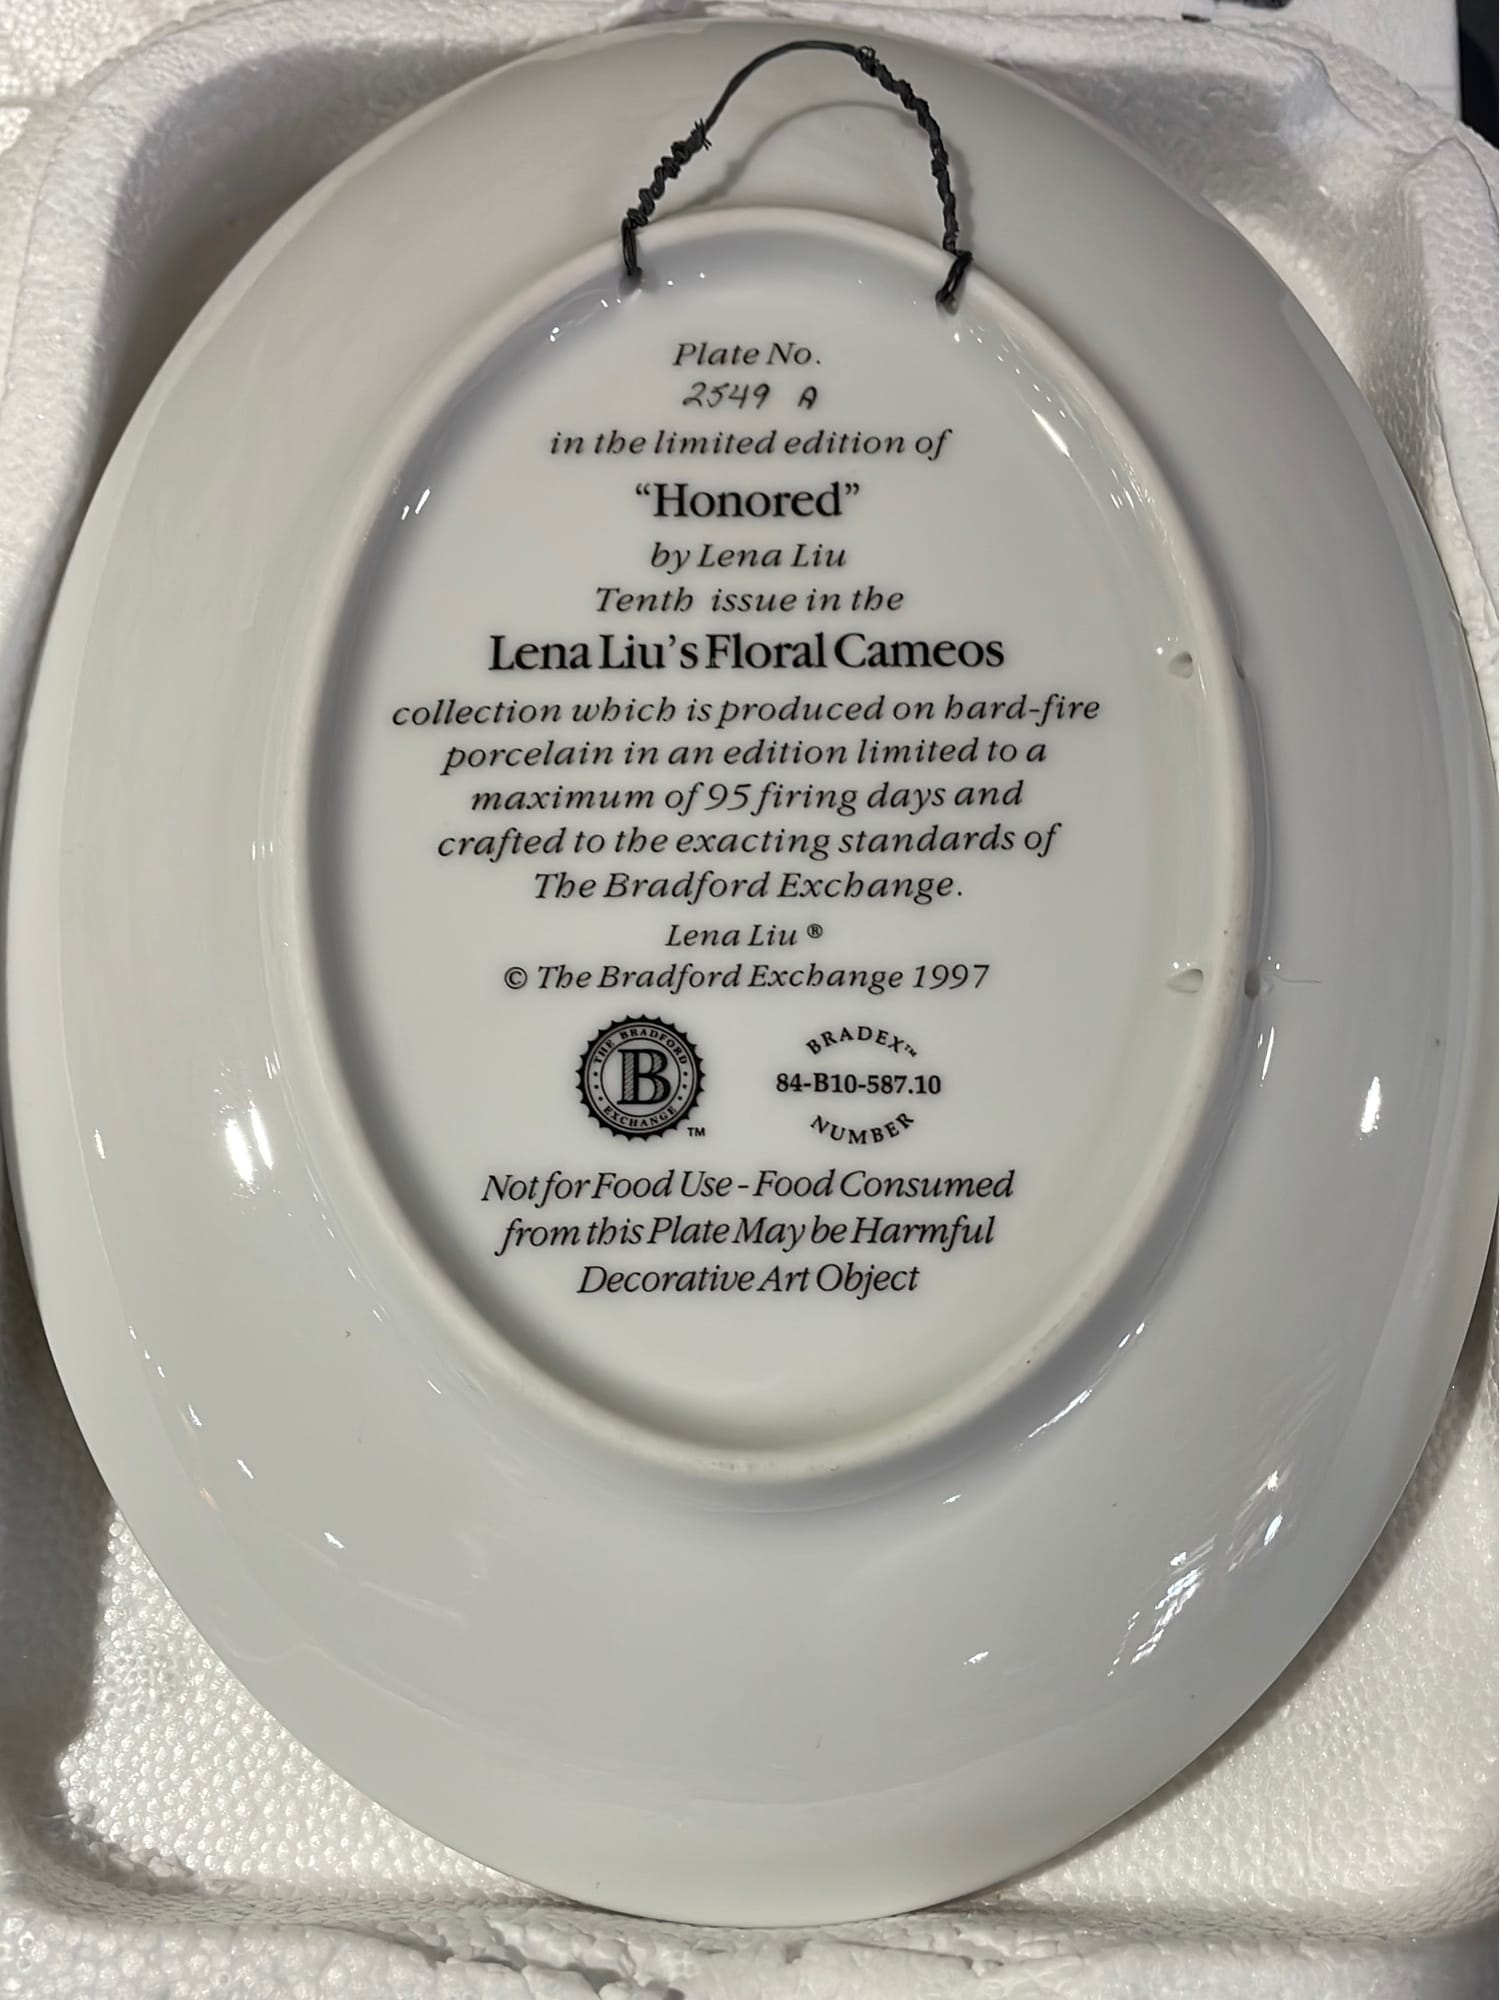 Plate No.
2549 A
in the limited edition of
“Honored”
by Lena Liu
Tenth issue in the
Lena Liu’s Floral Cameos
collection which is produced on hard-fire
porcelain in an edition limited to a
maximum of 95 firing days and
crafted to the exacting standards of
The Bradford Exchange.
Lena Liu ®
© The Bradford Exchange 1997
THE BRADFORD
B
EXCHANGE
TM
BRADEX™
84-B10-587.10
NUMBER
Not for Food Use - Food Consumed
from this Plate May be Harmful
Decorative Art Object